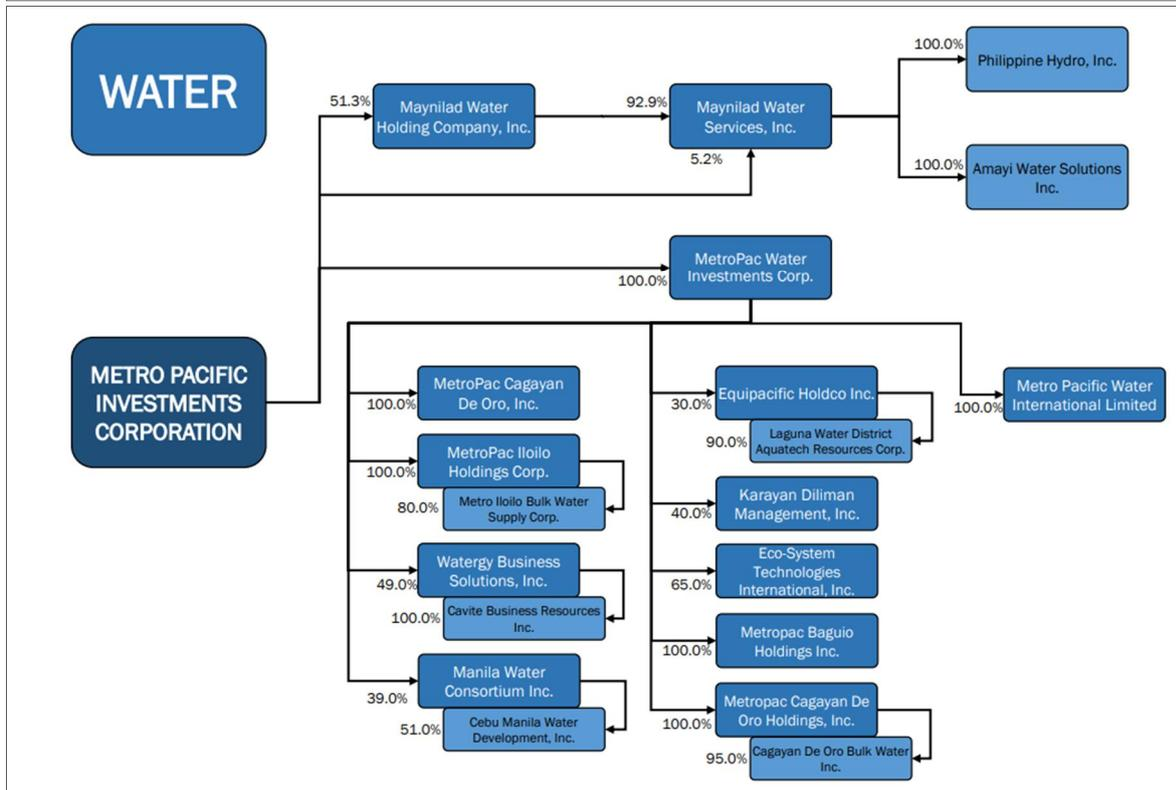 WATER
51.3%
Maynilad Water
Holding Company, Inc.
92.9%
Maynilad Water
Services, Inc.
5.2%
100.0%
Philippine Hydro, Inc.
100.0%
Amayi Water Solutions
Inc.
METRO PACIFIC
INVESTMENTS
CORPORATION
100.0%
MetroPac Water
Investments Corp.
100.0%
MetroPac Cagayan
De Oro, Inc.
100.0%
MetroPac Iloilo
Holdings Corp.
80.0%
Metro Iloilo Bulk Water
Supply Corp.
49.0%
Watergy Business
Solutions, Inc.
100.0%
Cavite Business Resources
Inc.
39.0%
Manila Water
Consortium Inc.
51.0%
Cebu Manila Water
Development, Inc.
30.0%
Equipacific Holdco Inc.
90.0%
Laguna Water District
Aquatech Resources Corp.
40.0%
Karayan Diliman
Management, Inc.
65.0%
Eco-System
Technologies
International, Inc.
100.0%
Metropac Baguio
Holdings Inc.
100.0%
Metropac Cagayan De
Oro Holdings, Inc.
95.0%
Cagayan De Oro Bulk Water
Inc.
100.0%
Metro Pacific Water
International Limited